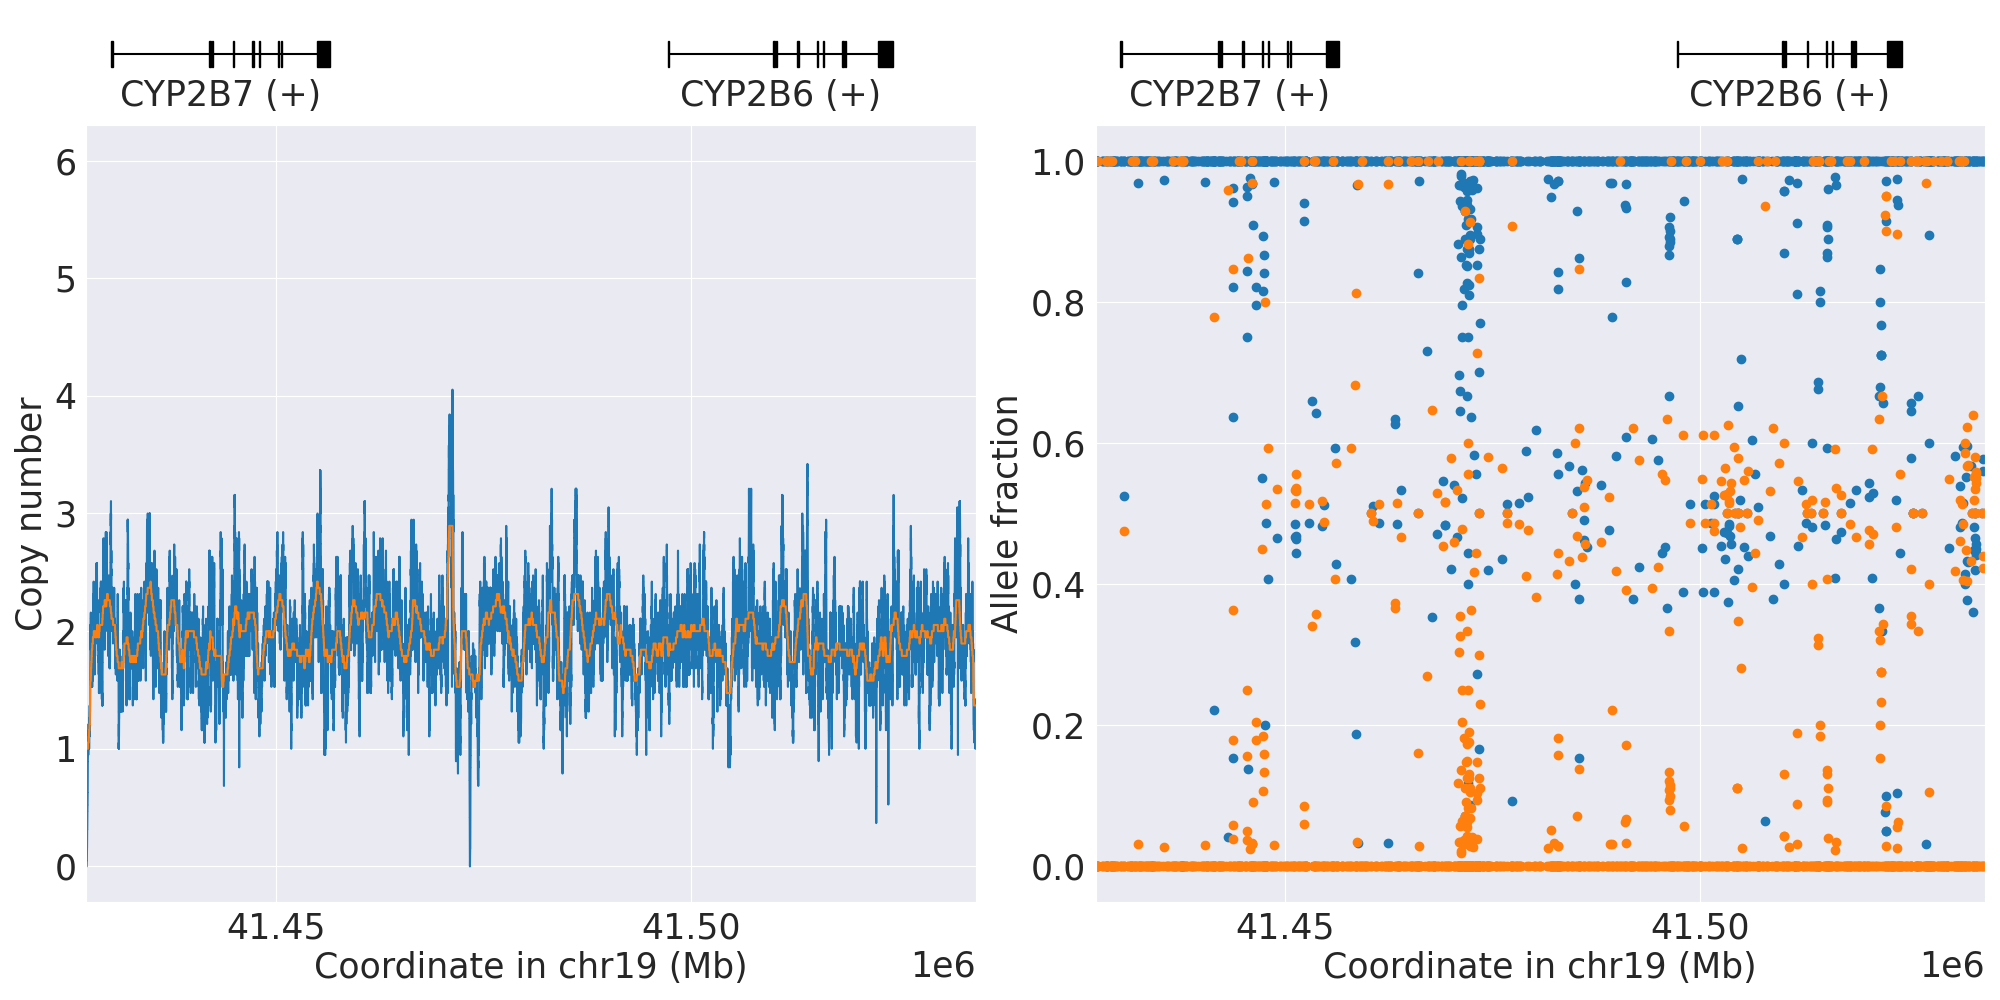 CYP2B7 (+) CYP2B6 (+)
CYP2B7 (+) CYP2B6 (+)
Copy number
6
5
4
3
2
1
0
41.45 41.50
Coordinate in chr19 (Mb)
1e6
Allele fraction
1.0
0.8
0.6
0.4
0.2
0.0
41.45 41.50
Coordinate in chr19 (Mb)
1e6